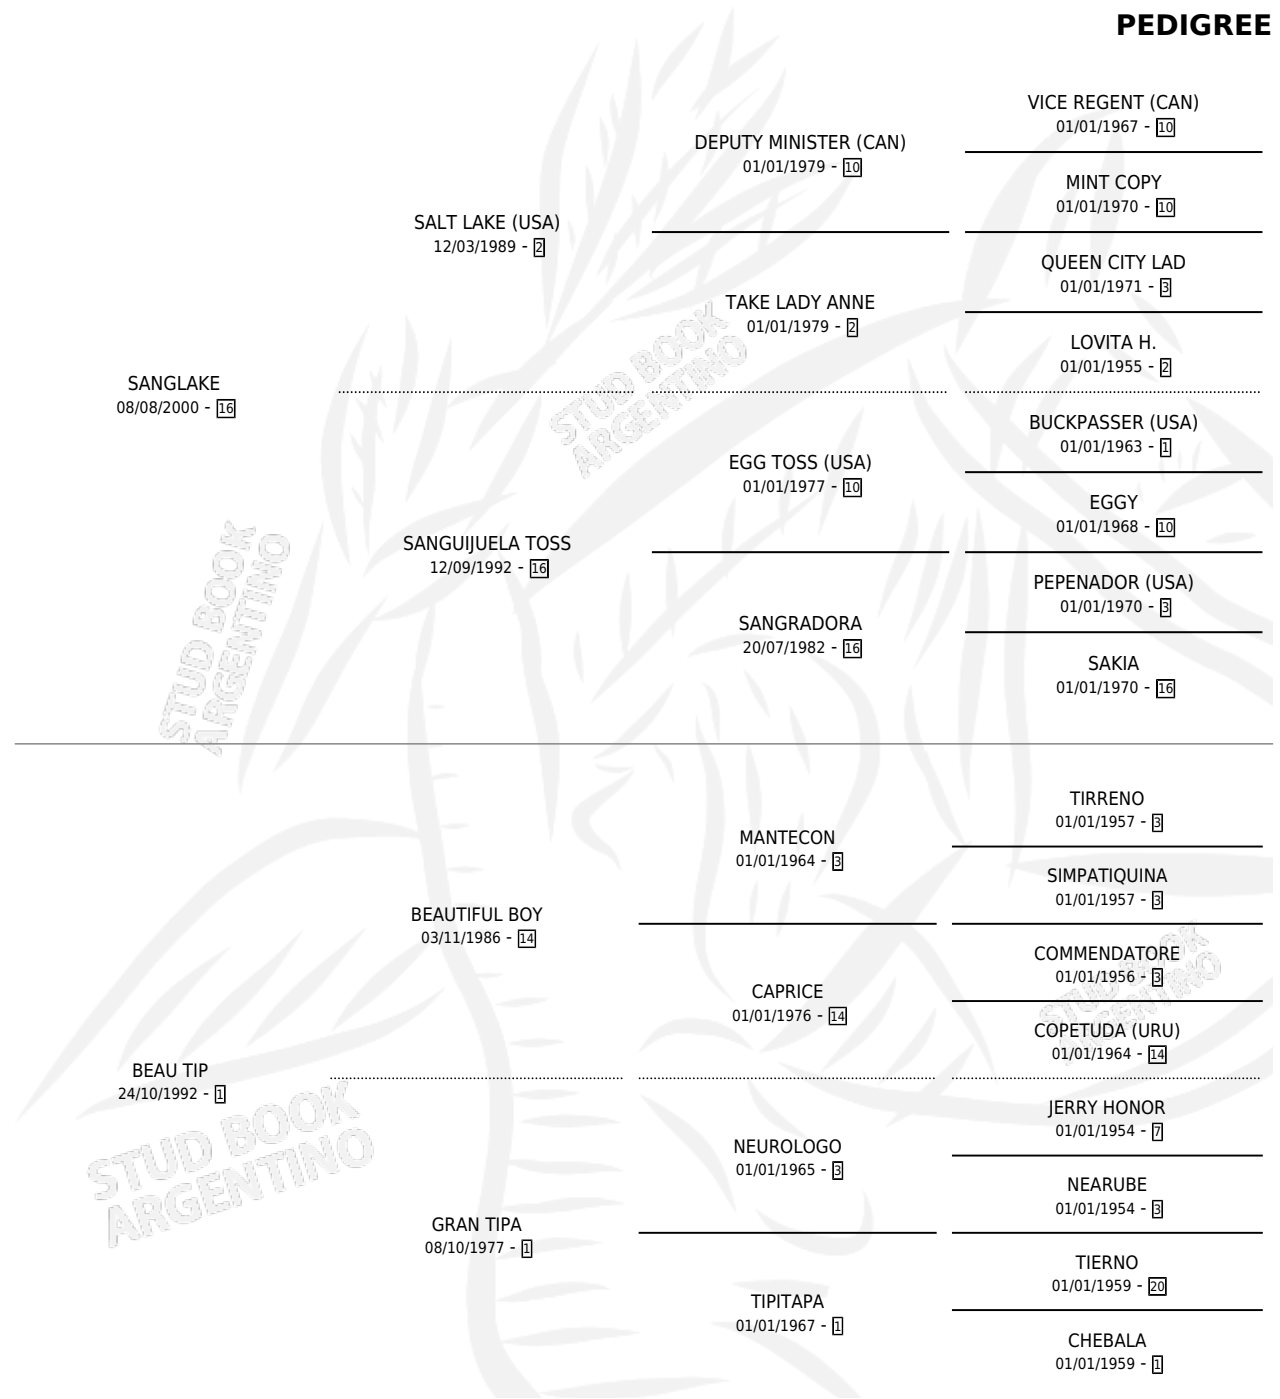 PEDIGREE
VICE REGENT (CAN)
01/01/1967 - 10
DEPUTY MINISTER (CAN)
01/01/1979 - 10
MINT COPY
01/01/1970 - 10
SALT LAKE (USA)
12/03/1989 - 2
QUEEN CITY LAD
01/01/1971 - 3
TAKE LADY ANNE
01/01/1979 - 2
LOVITA H.
01/01/1955 - 2
SANGLAKE
08/08/2000 - 16
BUCKPASSER (USA)
01/01/1963 - 1
EGG TOSS (USA)
01/01/1977 - 10
EGGY
01/01/1968 - 10
SANGUIJUELA TOSS
12/09/1992 - 16
PEPENADOR (USA)
01/01/1970 - 3
SANGRADORA
20/07/1982 - 16
SAKIA
01/01/1970 - 16
TIRRENO
01/01/1957 - 3
MANTECON
01/01/1964 - 3
SIMPATIQUINA
01/01/1957 - 3
BEAUTIFUL BOY
03/11/1986 - 14
COMMENDATORE
01/01/1956 - 3
CAPRICE
01/01/1976 - 14
COPETUDA (URU)
01/01/1964 - 14
BEAU TIP
24/10/1992 - 1
JERRY HONOR
01/01/1954 - 7
NEUROLOGO
01/01/1965 - 3
NEARUBE
01/01/1954 - 3
GRAN TIPA
08/10/1977 - 1
TIERNO
01/01/1959 - 20
TIPITAPA
01/01/1967 - 1
CHEBALA
01/01/1959 - 1
STUD BOOK
ARGENTINO
STUD BOOK
ARGENTINO
STUD BOOK
ARGENTINO
STUD BOOK
ARGENTINO